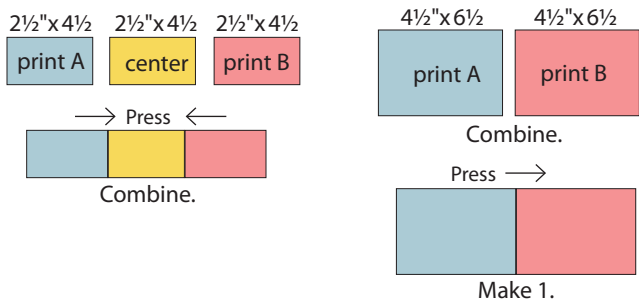 2½"x 4½ 2½"x 4½ 2½"x 4½
print A center print B
Press
Combine.
4½"x 6½ 4½"x 6½
print A print B
Combine.
Press
Make 1.